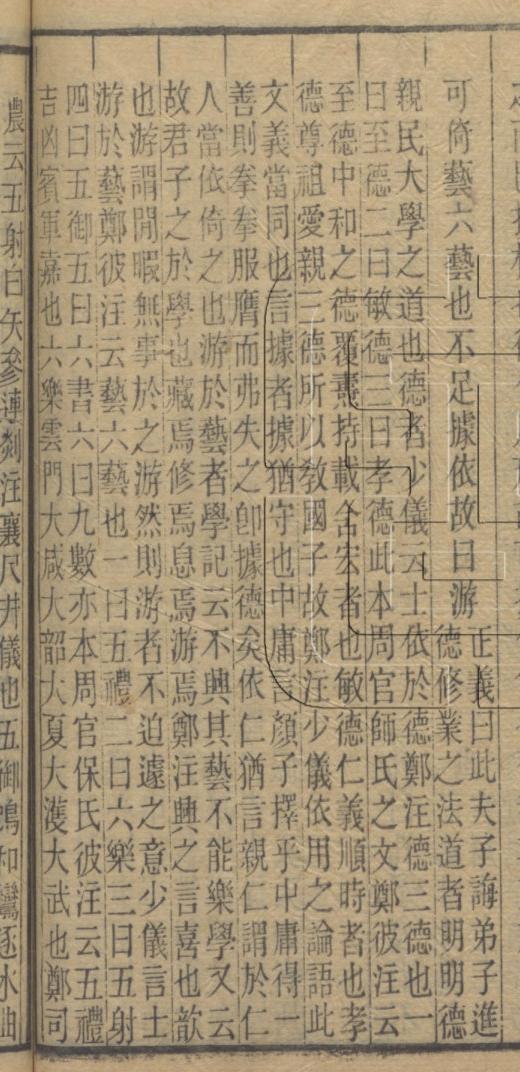 可倚藝六藝也不足據依故曰游
正義曰此夫子誨弟子進
德修業之法道者明明德
親民大學之道也德者少儀云士依於德鄭注德三德也一
曰至德二曰敏德三曰孝德此本周官師氏之文鄭彼注云
至德中和之德覆燾持載含宏者也敏德仁義順時者也孝
德尊祖愛親三德所以敎國子故鄭注少儀依用之論語此
文義當同也言據者據猶守也中庸言顏子擇乎中庸得一
善則拳拳服膺而弗失之卽據德矣依仁猶言親仁謂於仁
人當依倚之也游於藝者學記云不興其藝不能樂學又云
故君子之於學也藏焉修焉息焉游焉鄭注興之言喜也歆
也游謂閒暇無事於之游然則游者不迫遽之意少儀言士
游於藝鄭彼注云藝六藝也一曰五禮二曰六樂三曰五射
四曰五御五曰六書六曰九數亦本周官保氏彼注云五禮
吉凶賓軍嘉也六樂雲門大咸大韶大夏大濩大武也鄭司
農云五射白矢參連剡注襄尺井儀也五御鳴和鸞逐水曲